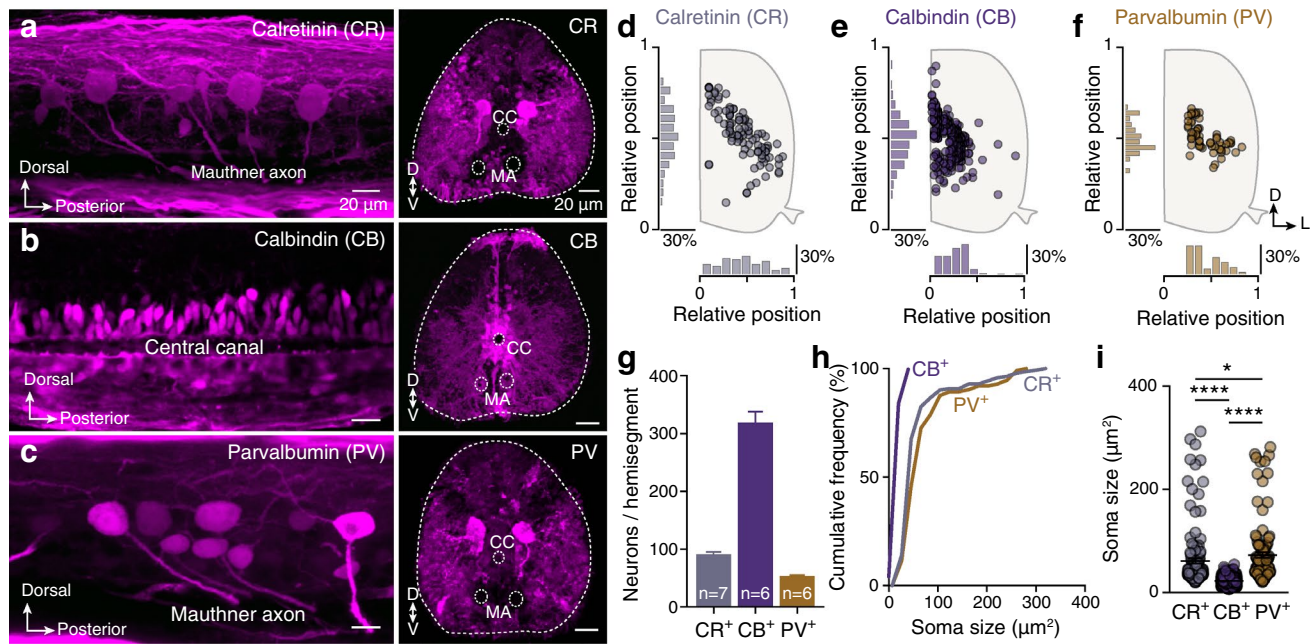 a
Calretinin (CR)
Dorsal
Posterior
Mauthner axon
20 µm
CR
CC
MA
D
V
20 µm
b
Calbindin (CB)
Central canal
Dorsal
Posterior
CB
CC
MA
D
V
c
Parvalbumin (PV)
Dorsal
Posterior
Mauthner axon
PV
CC
MA
D
V
d
Calretinin (CR)
1
Relative position
0
30%
30%
0 1
Relative position
e
Calbindin (CB)
1
Relative position
0
30%
30%
0 1
Relative position
f
Parvalbumin (PV)
1
Relative position
0
D
L
30%
30%
0 1
Relative position
g
Neurons / hemisegment
400
300
200
100
0
n=7 n=6 n=6
CR+ CB+ PV+
h
Cumulative frequency (%)
100
50
0
CB+
CR+
PV+
0 100 200 300 400
Soma size (µm²)
i
Soma size (µm²)
400
200
0
*
****
****
CR+ CB+ PV+